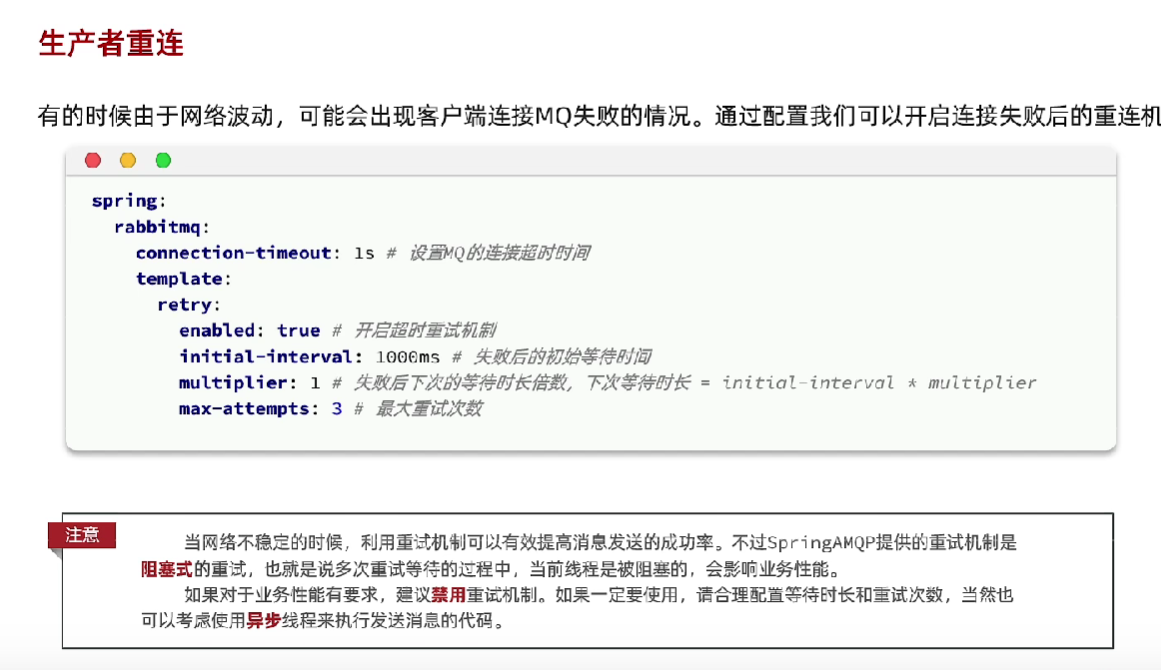 生产者重连
有的时候由于网络波动，可能会出现客户端连接MQ失败的情况。通过配置我们可以开启连接失败后的重连机
spring:
  rabbitmq:
    connection-timeout: 1s # 设置MQ的连接超时时间
    template:
      retry:
        enabled: true # 开启超时重试机制
        initial-interval: 1000ms # 失败后的初始等待时间
        multiplier: 1 # 失败后下次的等待时长倍数，下次等待时长 = initial-interval * multiplier
        max-attempts: 3 # 最大重试次数
注意
当网络不稳定的时候，利用重试机制可以有效提高消息发送的成功率。不过SpringAMQP提供的重试机制是
阻塞式的重试，也就是说多次重试等待的过程中，当前线程是被阻塞的，会影响业务性能。
如果对于业务性能有要求，建议禁用重试机制。如果一定要使用，请合理配置等待时长和重试次数，当然也
可以考虑使用异步线程来执行发送消息的代码。